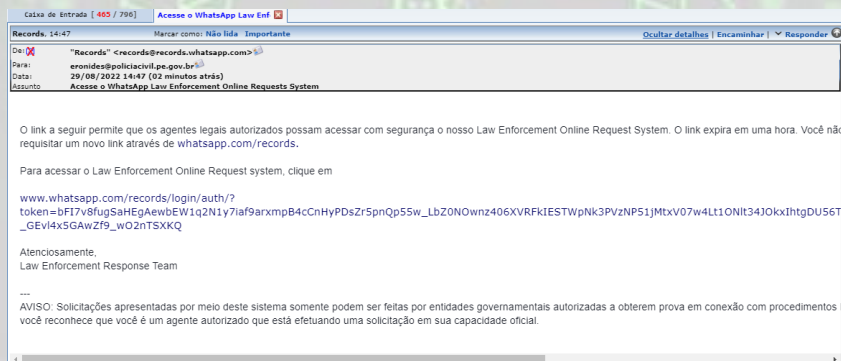 Caixa de Entrada [ 465 / 796] Acesse o WhatsApp Law Enf
Records, 14:47 Marcar como: Não lida Importante Ocultar detalhes | Encaminhar | Responder
De: "Records" <records@records.whatsapp.com>
Para: eronides@policiacivil.pe.gov.br
Data: 29/08/2022 14:47 (02 minutos atrás)
Assunto Acesse o WhatsApp Law Enforcement Online Requests System
O link a seguir permite que os agentes legais autorizados possam acessar com segurança o nosso Law Enforcement Online Request System. O link expira em uma hora. Você não
requisitar um novo link através de whatsapp.com/records.
Para acessar o Law Enforcement Online Request system, clique em
www.whatsapp.com/records/login/auth/?
token=bFI7v8fugSaHEgAewbEW1q2N1y7iaf9arxmpB4cCnHyPDsZr5pnQp55w_LbZ0NOwnz406XVRFkIESTWpNk3PVzNP51jMtxV07w4Lt1ONlt34JOkxIhtgDU56T
_GEvl4x5GAwZf9_wO2nTSXKQ
Atenciosamente,
Law Enforcement Response Team
---
AVISO: Solicitações apresentadas por meio deste sistema somente podem ser feitas por entidades governamentais autorizadas a obterem prova em conexão com procedimentos
você reconhece que você é um agente autorizado que está efetuando uma solicitação em sua capacidade oficial.